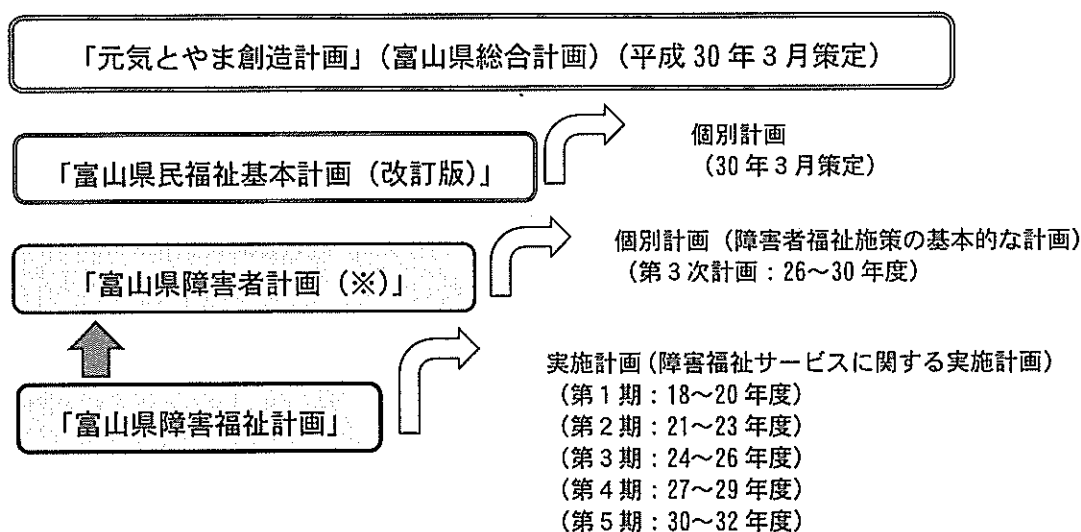 「元気とやま創造計画」（富山県総合計画）（平成30年3月策定）
「富山県民福祉基本計画（改訂版）」
個別計画
（30年3月策定）
「富山県障害者計画（※）」
個別計画（障害者福祉施策の基本的な計画）
（第3次計画：26～30年度）
「富山県障害福祉計画」
実施計画（障害福祉サービスに関する実施計画）
（第1期：18～20年度）
（第2期：21～23年度）
（第3期：24～26年度）
（第4期：27～29年度）
（第5期：30～32年度）